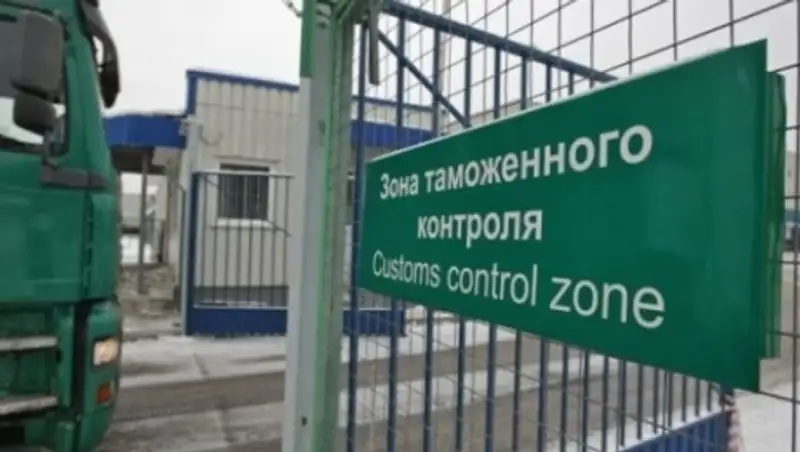 Зона таможенного
контроля
Customs control zone